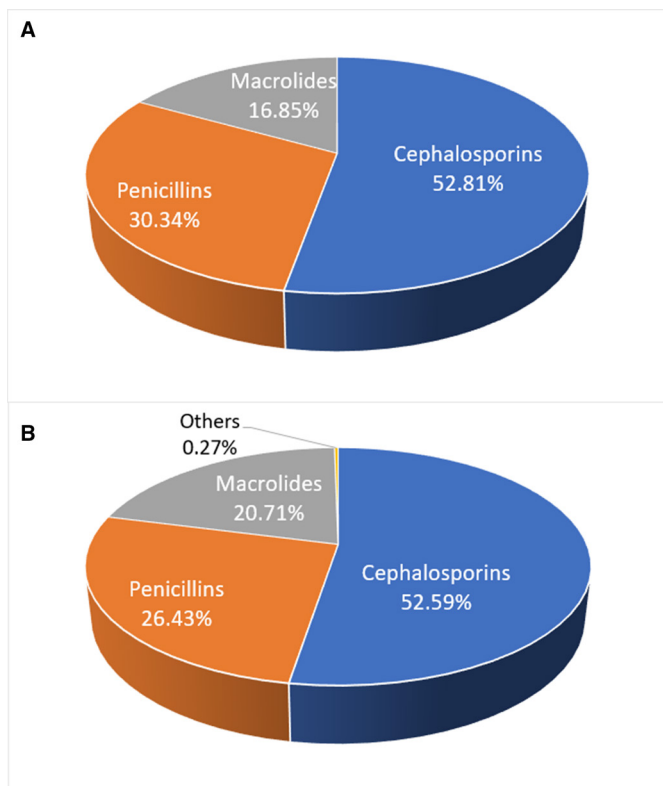 A
Macrolides
16.85%
Cephalosporins
52.81%
Penicillins
30.34%
B
Others
0.27%
Macrolides
20.71%
Cephalosporins
52.59%
Penicillins
26.43%